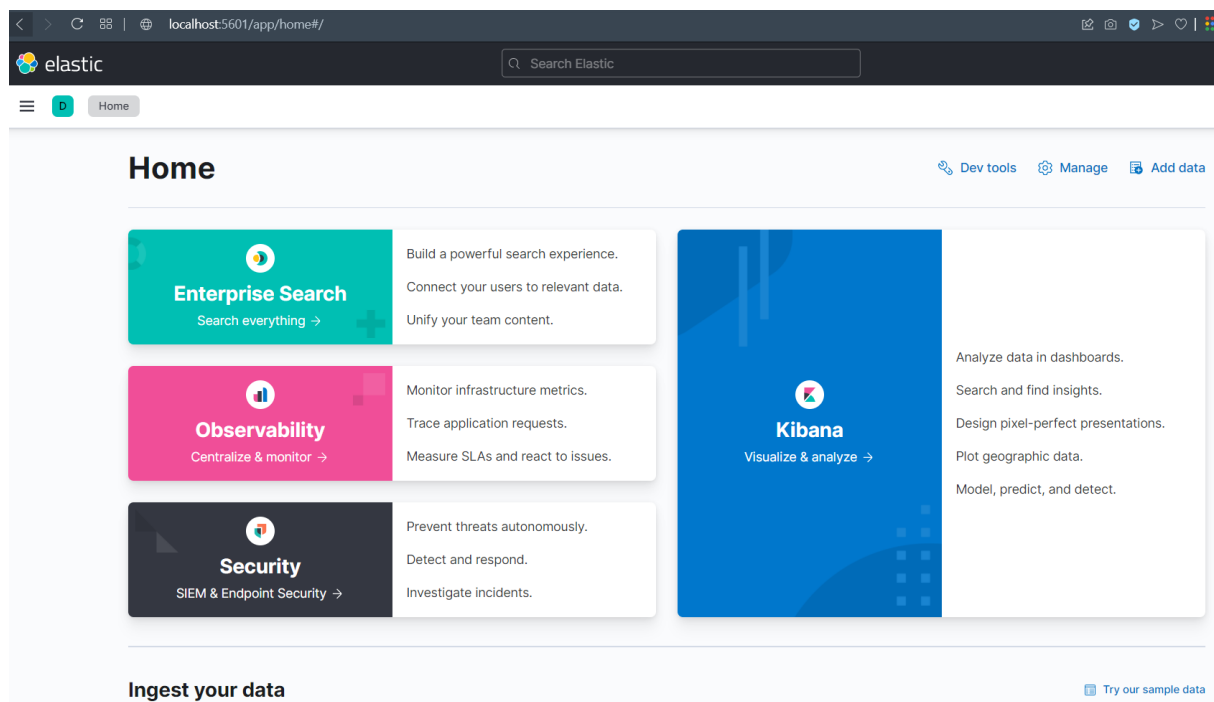 localhost:5601/app/home#/
elastic
Search Elastic
D
Home
Home
Dev tools
Manage
Add data
Enterprise Search
Search everything →
Build a powerful search experience.
Connect your users to relevant data.
Unify your team content.
Observability
Centralize & monitor →
Monitor infrastructure metrics.
Trace application requests.
Measure SLAs and react to issues.
Security
SIEM & Endpoint Security →
Prevent threats autonomously.
Detect and respond.
Investigate incidents.
Kibana
Visualize & analyze →
Analyze data in dashboards.
Search and find insights.
Design pixel-perfect presentations.
Plot geographic data.
Model, predict, and detect.
Ingest your data
Try our sample data